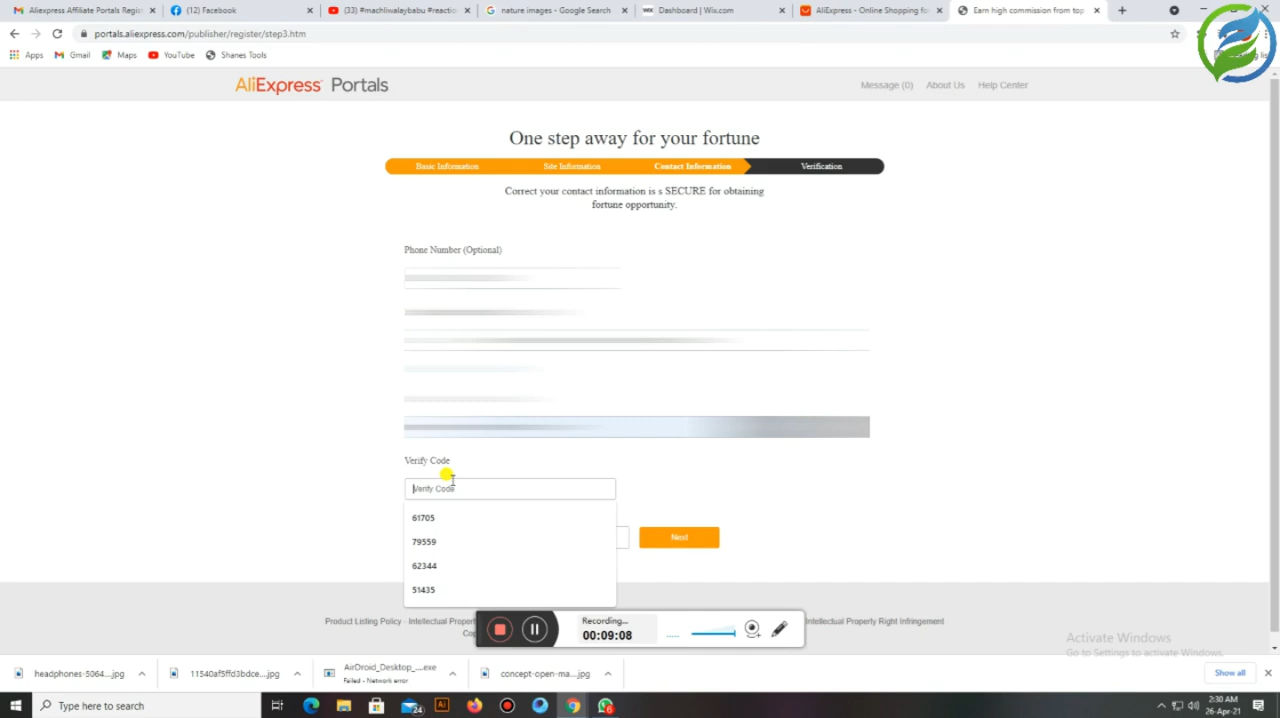 Aliexpress Affiliate Portals Regist
(12) Facebook
(33) #machliwalaybabu #reaction
nature images - Google Search
WiX
Dashboard | Wix.com
AliExpress - Online Shopping fo
Earn high commission from top
portals.aliexpress.com/publisher/register/step3.htm
Apps
Gmail
Maps
YouTube
Shanes Tools
AliExpress Portals
Message (0)
About Us
Help Center
One step away for your fortune
Basic Information
Site Information
Contact Information
Verification
Correct your contact information is s SECURE for obtaining
fortune opportunity.
Phone Number (Optional)
Verify Code
Verify Code
61705
79559
62344
51435
Next
Product Listing Policy - Intellectual Propert
Intellectual Property Right Infringement
Recording...
00:09:08
Activate Windows
Go to Settings to activate Windows.
headphones-5064....jpg
11540af5ffd3bdce....jpg
AirDroid_Desktop_....exe
Failed - Network error
concept-open-ma....jpg
Show all
Type here to search
Ai
24
6
2:30 AM
26-Apr-21